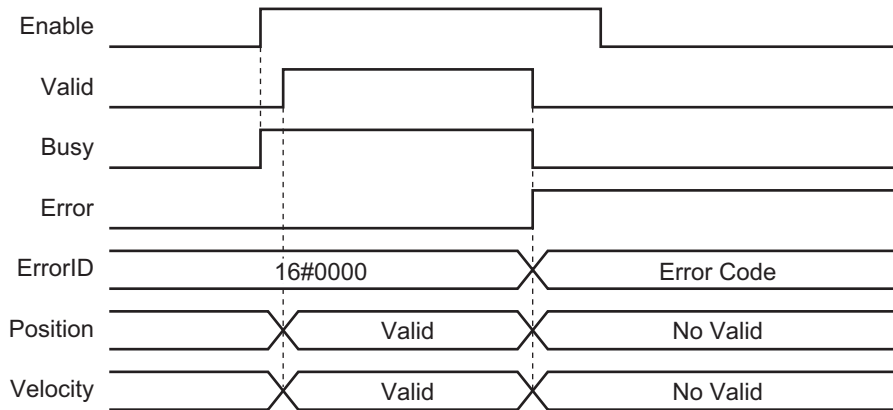 Enable
Valid
Busy
Error
ErrorID 16#0000 Error Code
Position Valid No Valid
Velocity Valid No Valid